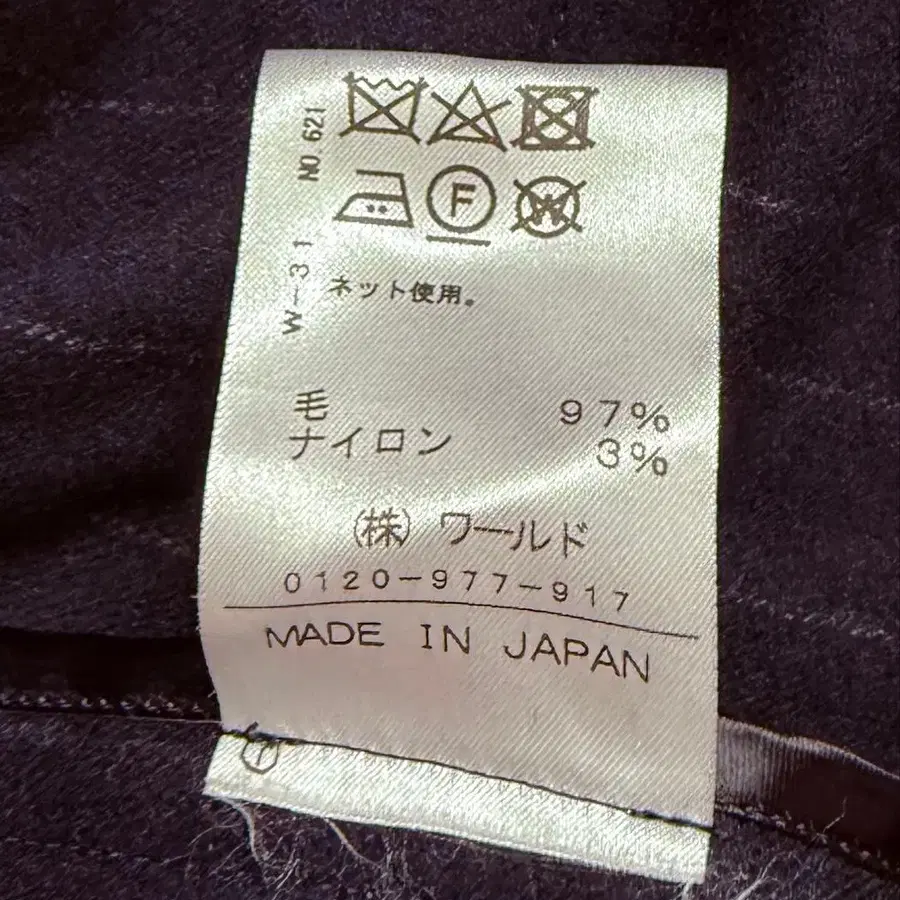 F W
ネット使用。
W-31 NO.621
毛 97%
ナイロン 3%
(株) ワールド
0120-977-917
MADE IN JAPAN